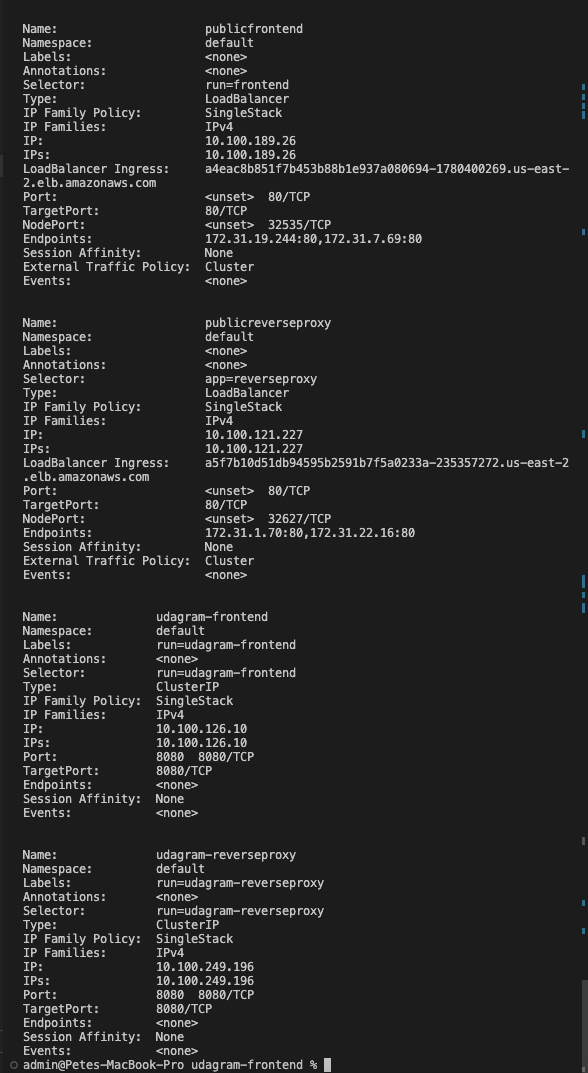 Name:                     publicfrontend
Namespace:                default
Labels:                   <none>
Annotations:              <none>
Selector:                 run=frontend
Type:                     LoadBalancer
IP Family Policy:         SingleStack
IP Families:              IPv4
IP:                       10.100.189.26
IPs:                      10.100.189.26
LoadBalancer Ingress:     a4eac8b851f7b453b88b1e937a080694-1780400269.us-east-
2.elb.amazonaws.com
Port:                     <unset>  80/TCP
TargetPort:               80/TCP
NodePort:                 <unset>  32535/TCP
Endpoints:                172.31.19.244:80,172.31.7.69:80
Session Affinity:         None
External Traffic Policy:  Cluster
Events:                   <none>
Name:                     publicreverseproxy
Namespace:                default
Labels:                   <none>
Annotations:              <none>
Selector:                 app=reverseproxy
Type:                     LoadBalancer
IP Family Policy:         SingleStack
IP Families:              IPv4
IP:                       10.100.121.227
IPs:                      10.100.121.227
LoadBalancer Ingress:     a5f7b10d51db94595b2591b7f5a0233a-235357272.us-east-2
.elb.amazonaws.com
Port:                     <unset>  80/TCP
TargetPort:               80/TCP
NodePort:                 <unset>  32627/TCP
Endpoints:                172.31.1.70:80,172.31.22.16:80
Session Affinity:         None
External Traffic Policy:  Cluster
Events:                   <none>
Name:              udagram-frontend
Namespace:         default
Labels:            run=udagram-frontend
Annotations:       <none>
Selector:          run=udagram-frontend
Type:              ClusterIP
IP Family Policy:  SingleStack
IP Families:       IPv4
IP:                10.100.126.10
IPs:               10.100.126.10
Port:              8080  8080/TCP
TargetPort:        8080/TCP
Endpoints:         <none>
Session Affinity:  None
Events:            <none>
Name:              udagram-reverseproxy
Namespace:         default
Labels:            run=udagram-reverseproxy
Annotations:       <none>
Selector:          run=udagram-reverseproxy
Type:              ClusterIP
IP Family Policy:  SingleStack
IP Families:       IPv4
IP:                10.100.249.196
IPs:               10.100.249.196
Port:              8080  8080/TCP
TargetPort:        8080/TCP
Endpoints:         <none>
Session Affinity:  None
Events:            <none>
admin@Petes-MacBook-Pro udagram-frontend %